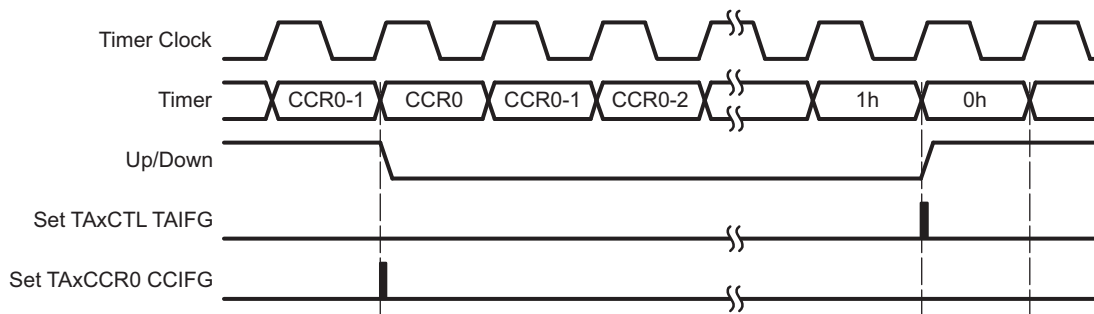 Timer Clock
Timer CCR0-1 CCR0 CCR0-1 CCR0-2 1h 0h
Up/Down
Set TAxCTL TAIFG
Set TAxCCR0 CCIFG